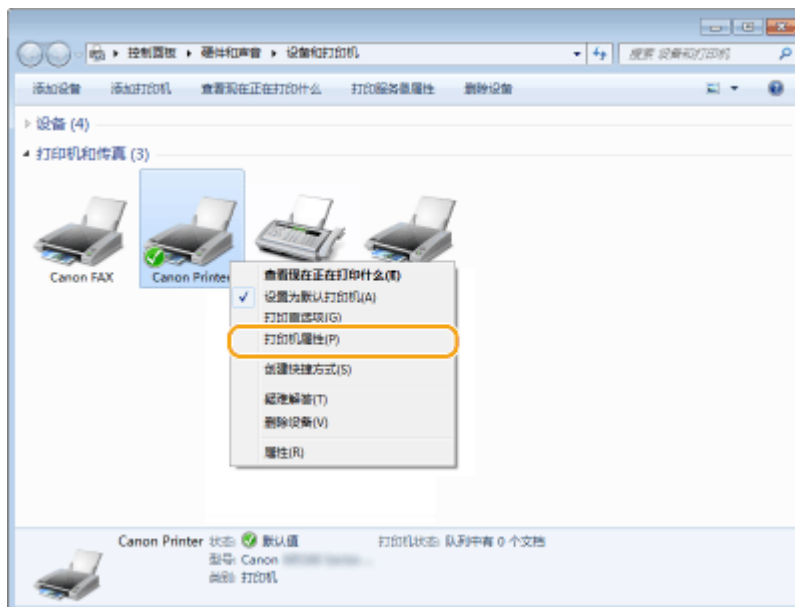 控制面板 ▸ 硬件和声音 ▸ 设备和打印机
搜索 设备和打印机
添加设备 添加打印机 查看现在正在打印什么 打印服务器属性 删除设备
设备 (4)
打印机和传真 (3)
Canon FAX Canon Printer
查看现在正在打印什么(E)
设置为默认打印机(A)
打印首选项(G)
打印机属性(P)
创建快捷方式(S)
疑难解答(T)
删除设备(V)
属性(R)
Canon Printer 状态: 默认值 打印机状态: 队列中有 0 个文档
型号: Canon
类别: 打印机